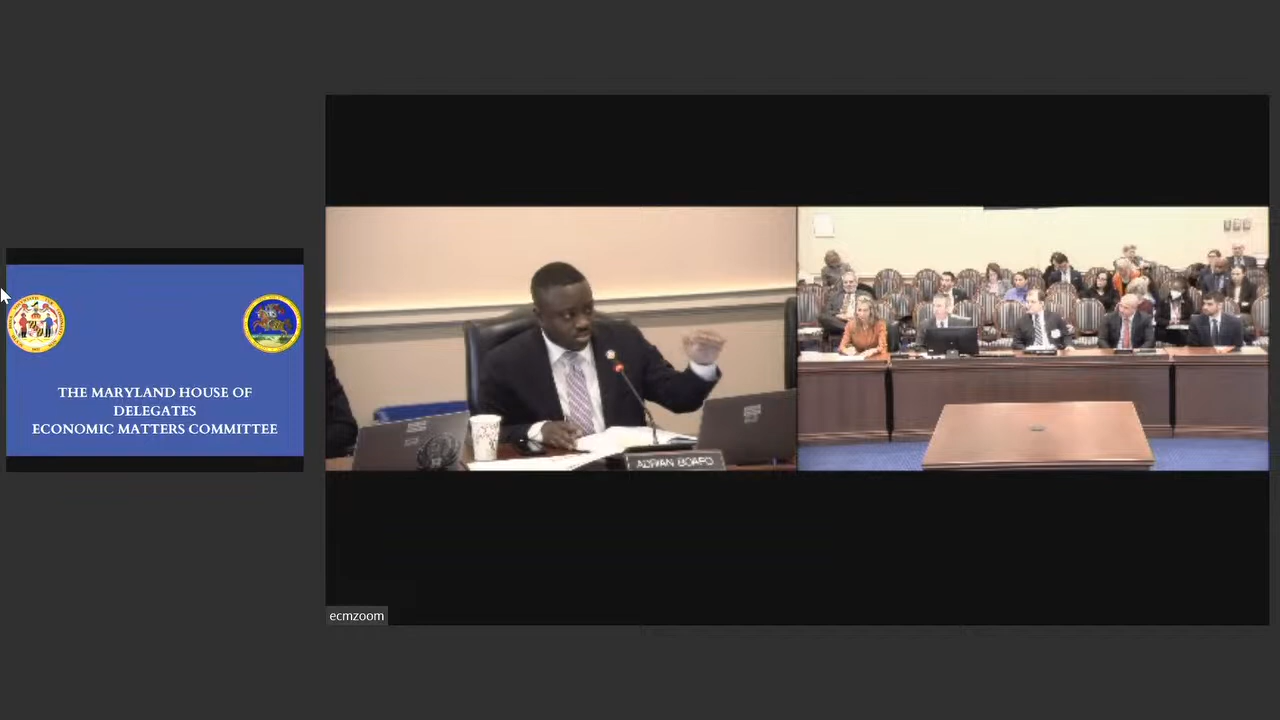 THE MARYLAND HOUSE OF
DELEGATES
ECONOMIC MATTERS COMMITTEE
ADRIAN BOAFO
ecmzoom